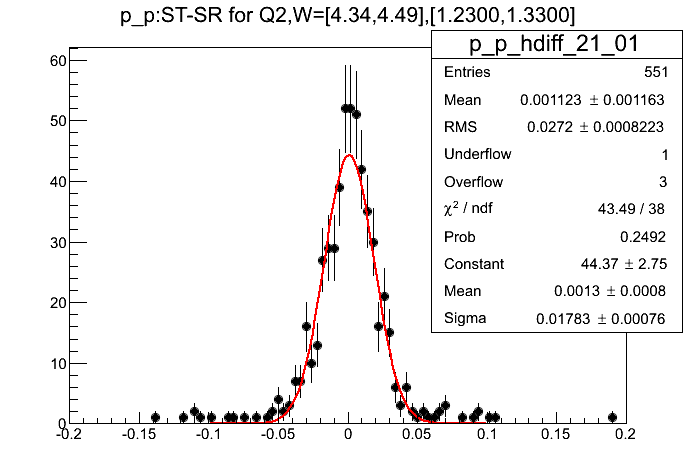 p_p:ST-SR for Q2,W=[4.34,4.49],[1.2300,1.3300]
p_p_hdiff_21_01
Entries 551
Mean 0.001123 ± 0.001163
RMS 0.0272 ± 0.0008223
Underflow 1
Overflow 3
χ² / ndf 43.49 / 38
Prob 0.2492
Constant 44.37 ± 2.75
Mean 0.0013 ± 0.0008
Sigma 0.01783 ± 0.00076
60
50
40
30
20
10
0
-0.2 -0.15 -0.1 -0.05 0 0.05 0.1 0.15 0.2